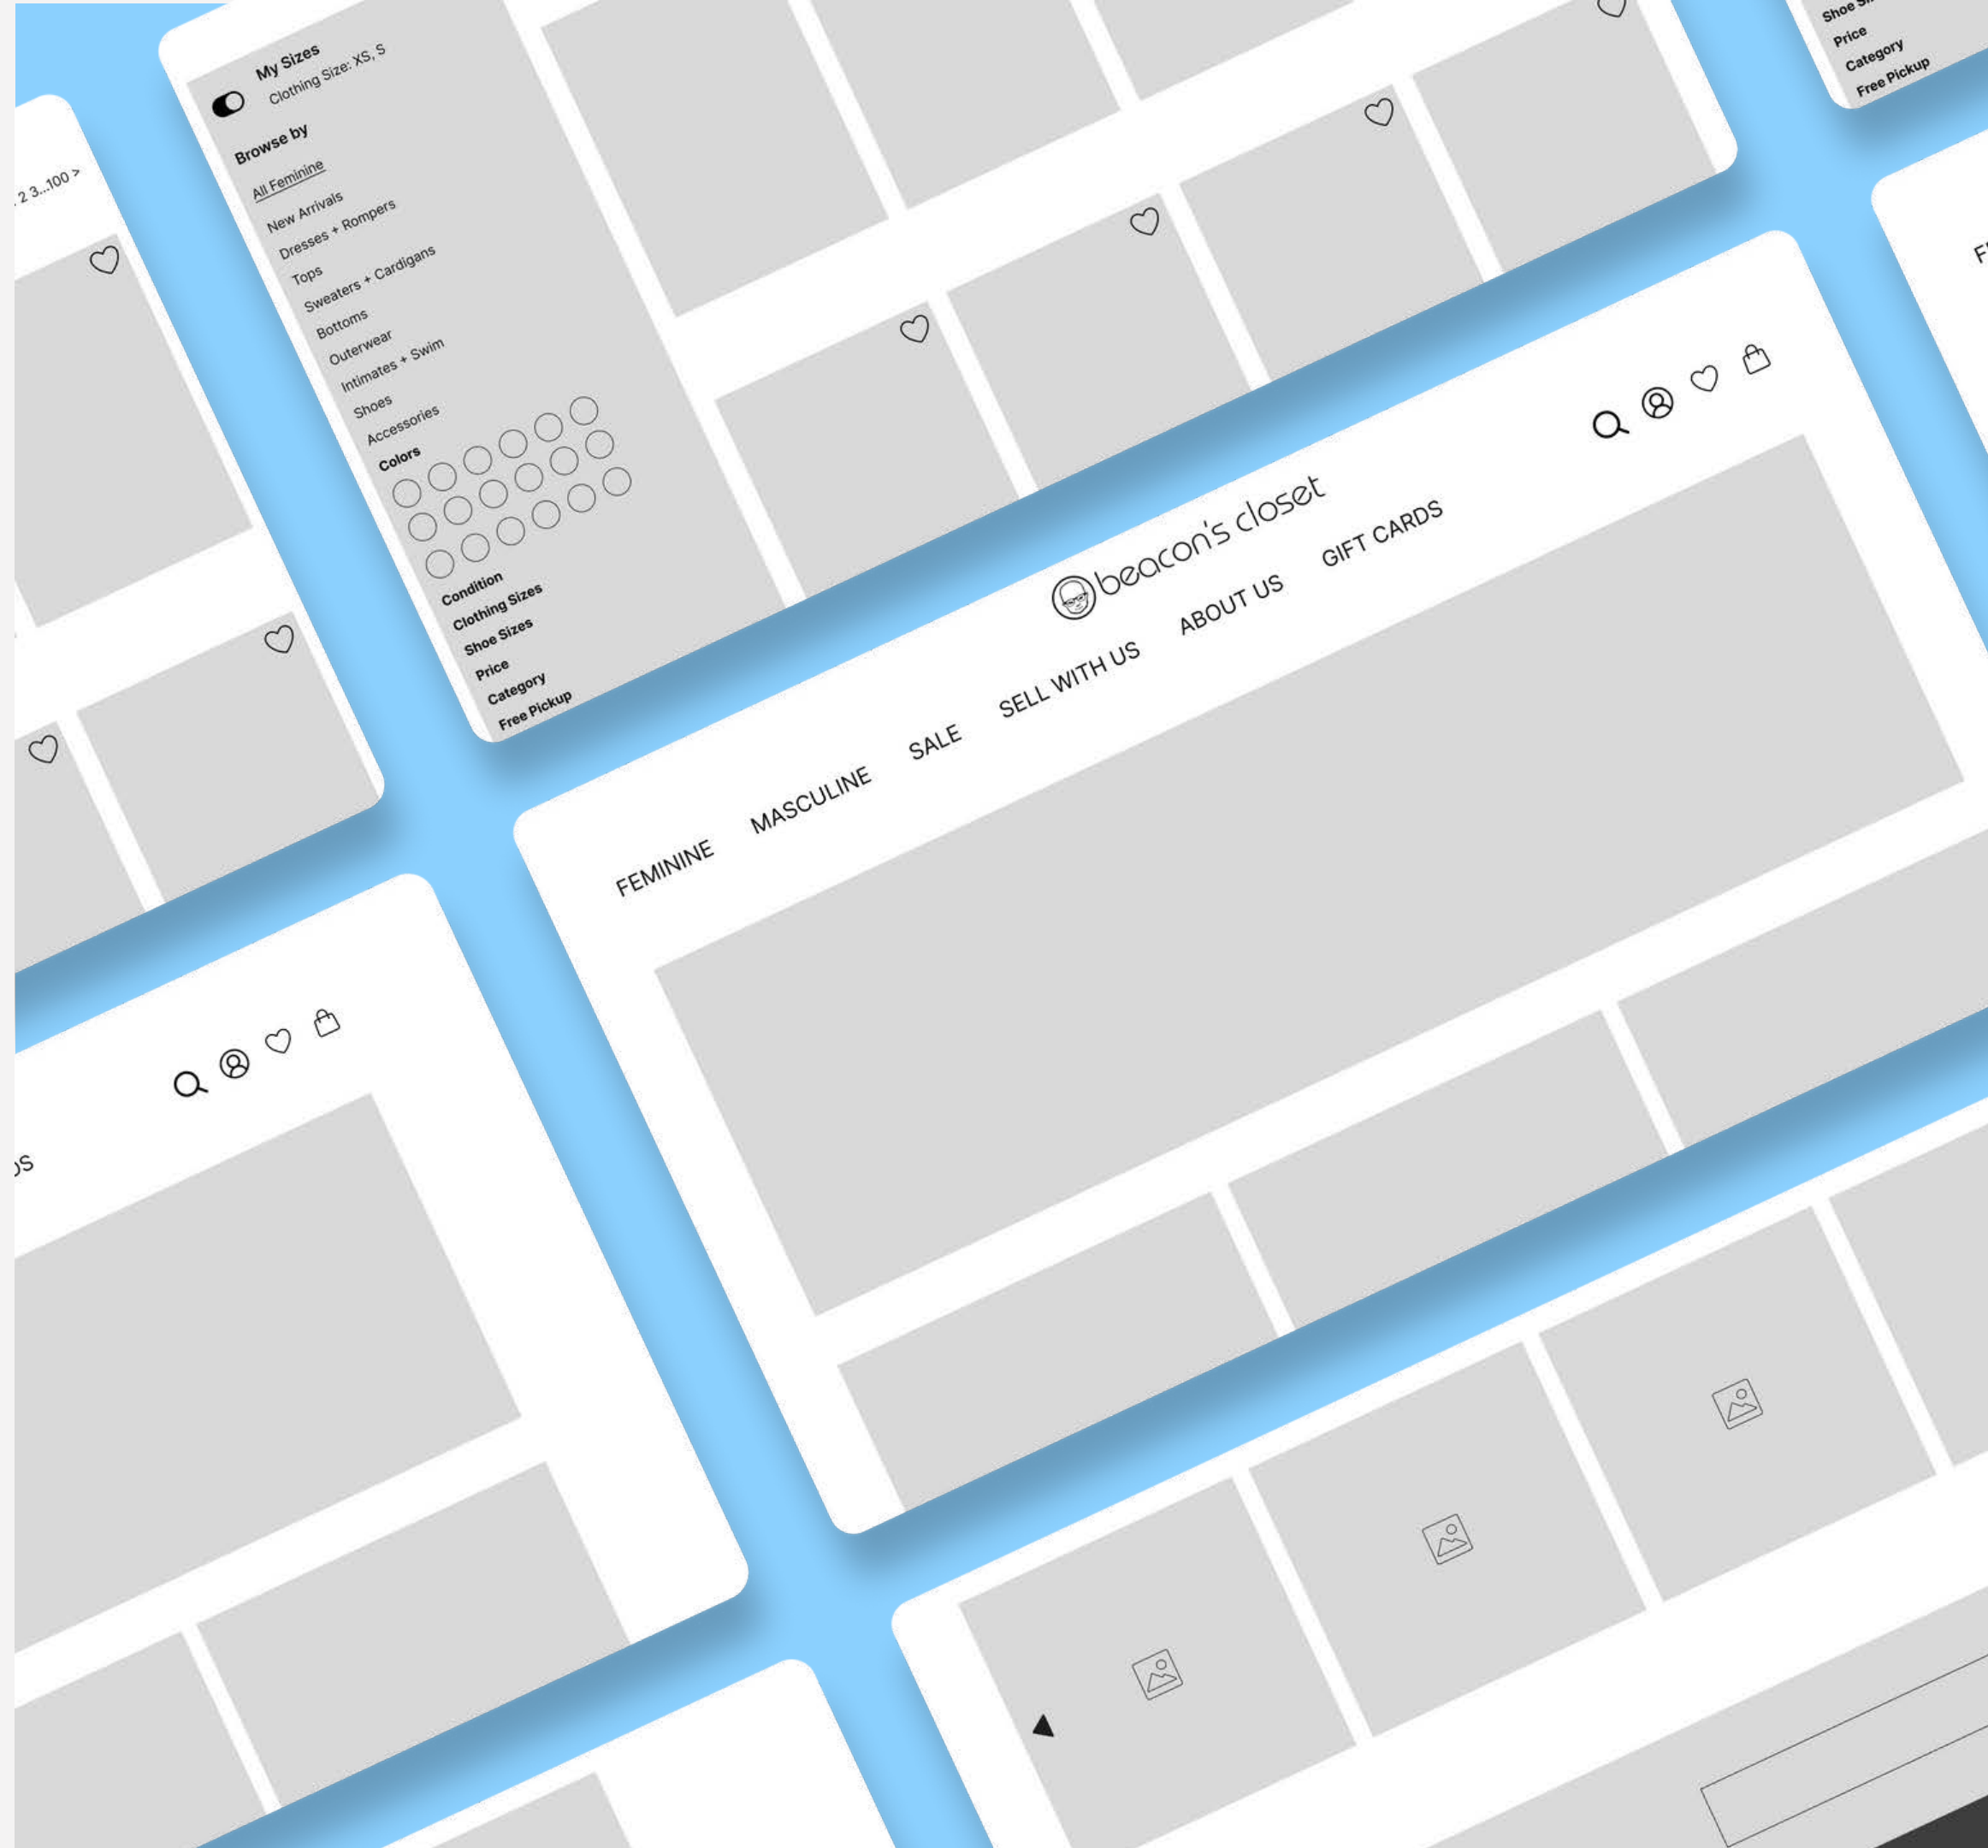 My Sizes
Clothing Size: XS, S
Browse by
All Feminine
New Arrivals
Dresses + Rompers
Tops
Sweaters + Cardigans
Bottoms
Outerwear
Intimates + Swim
Shoes
Accessories
Colors
Condition
Clothing Sizes
Shoe Sizes
Price
Category
Free Pickup
2 3...100 >
Shoe
Price
Category
Free Pickup
beacon's closet
FEMININE MASCULINE SALE SELL WITH US ABOUT US GIFT CARDS